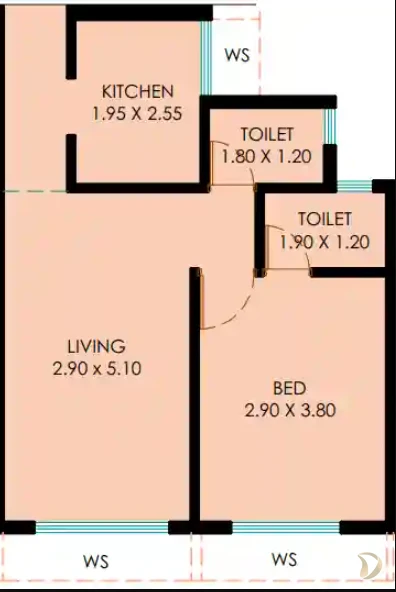 WS
KITCHEN
1.95 X 2.55
TOILET
1.80 X 1.20
TOILET
1.90 X 1.20
LIVING
2.90 x 5.10
BED
2.90 X 3.80
WS
WS